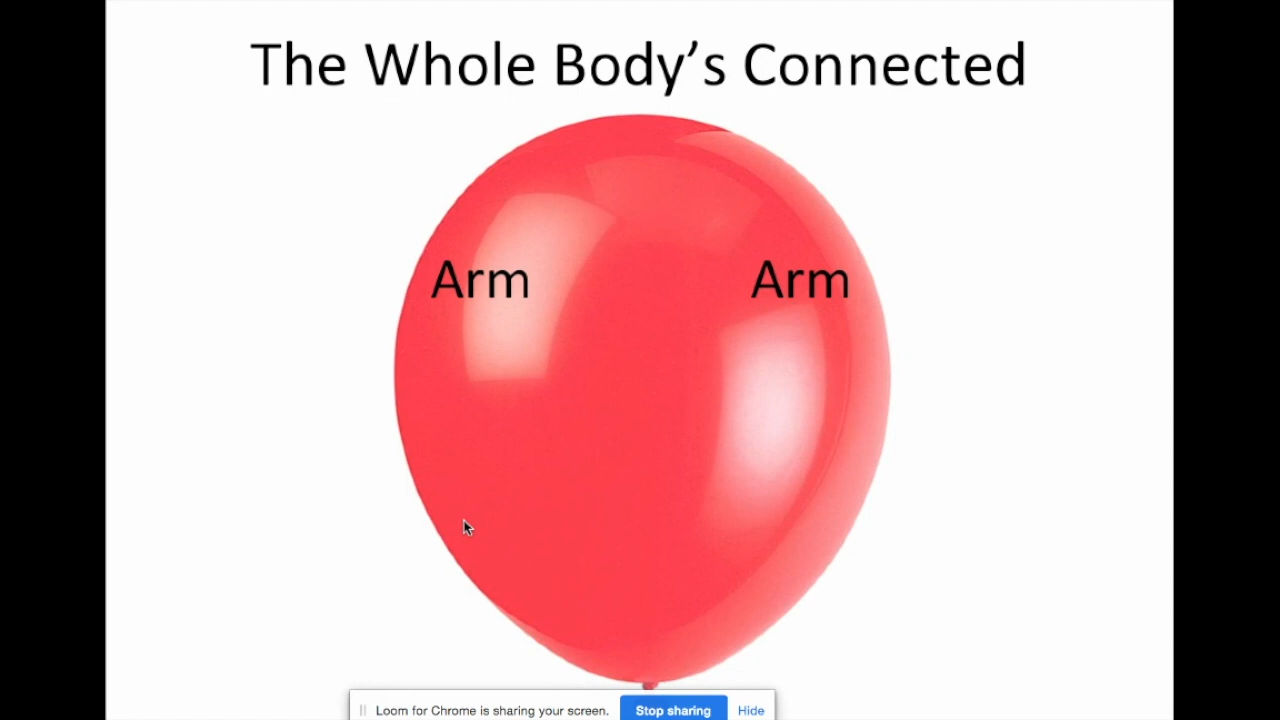 The Whole Body’s Connected
Arm Arm
Loom for Chrome is sharing your screen. Stop sharing Hide